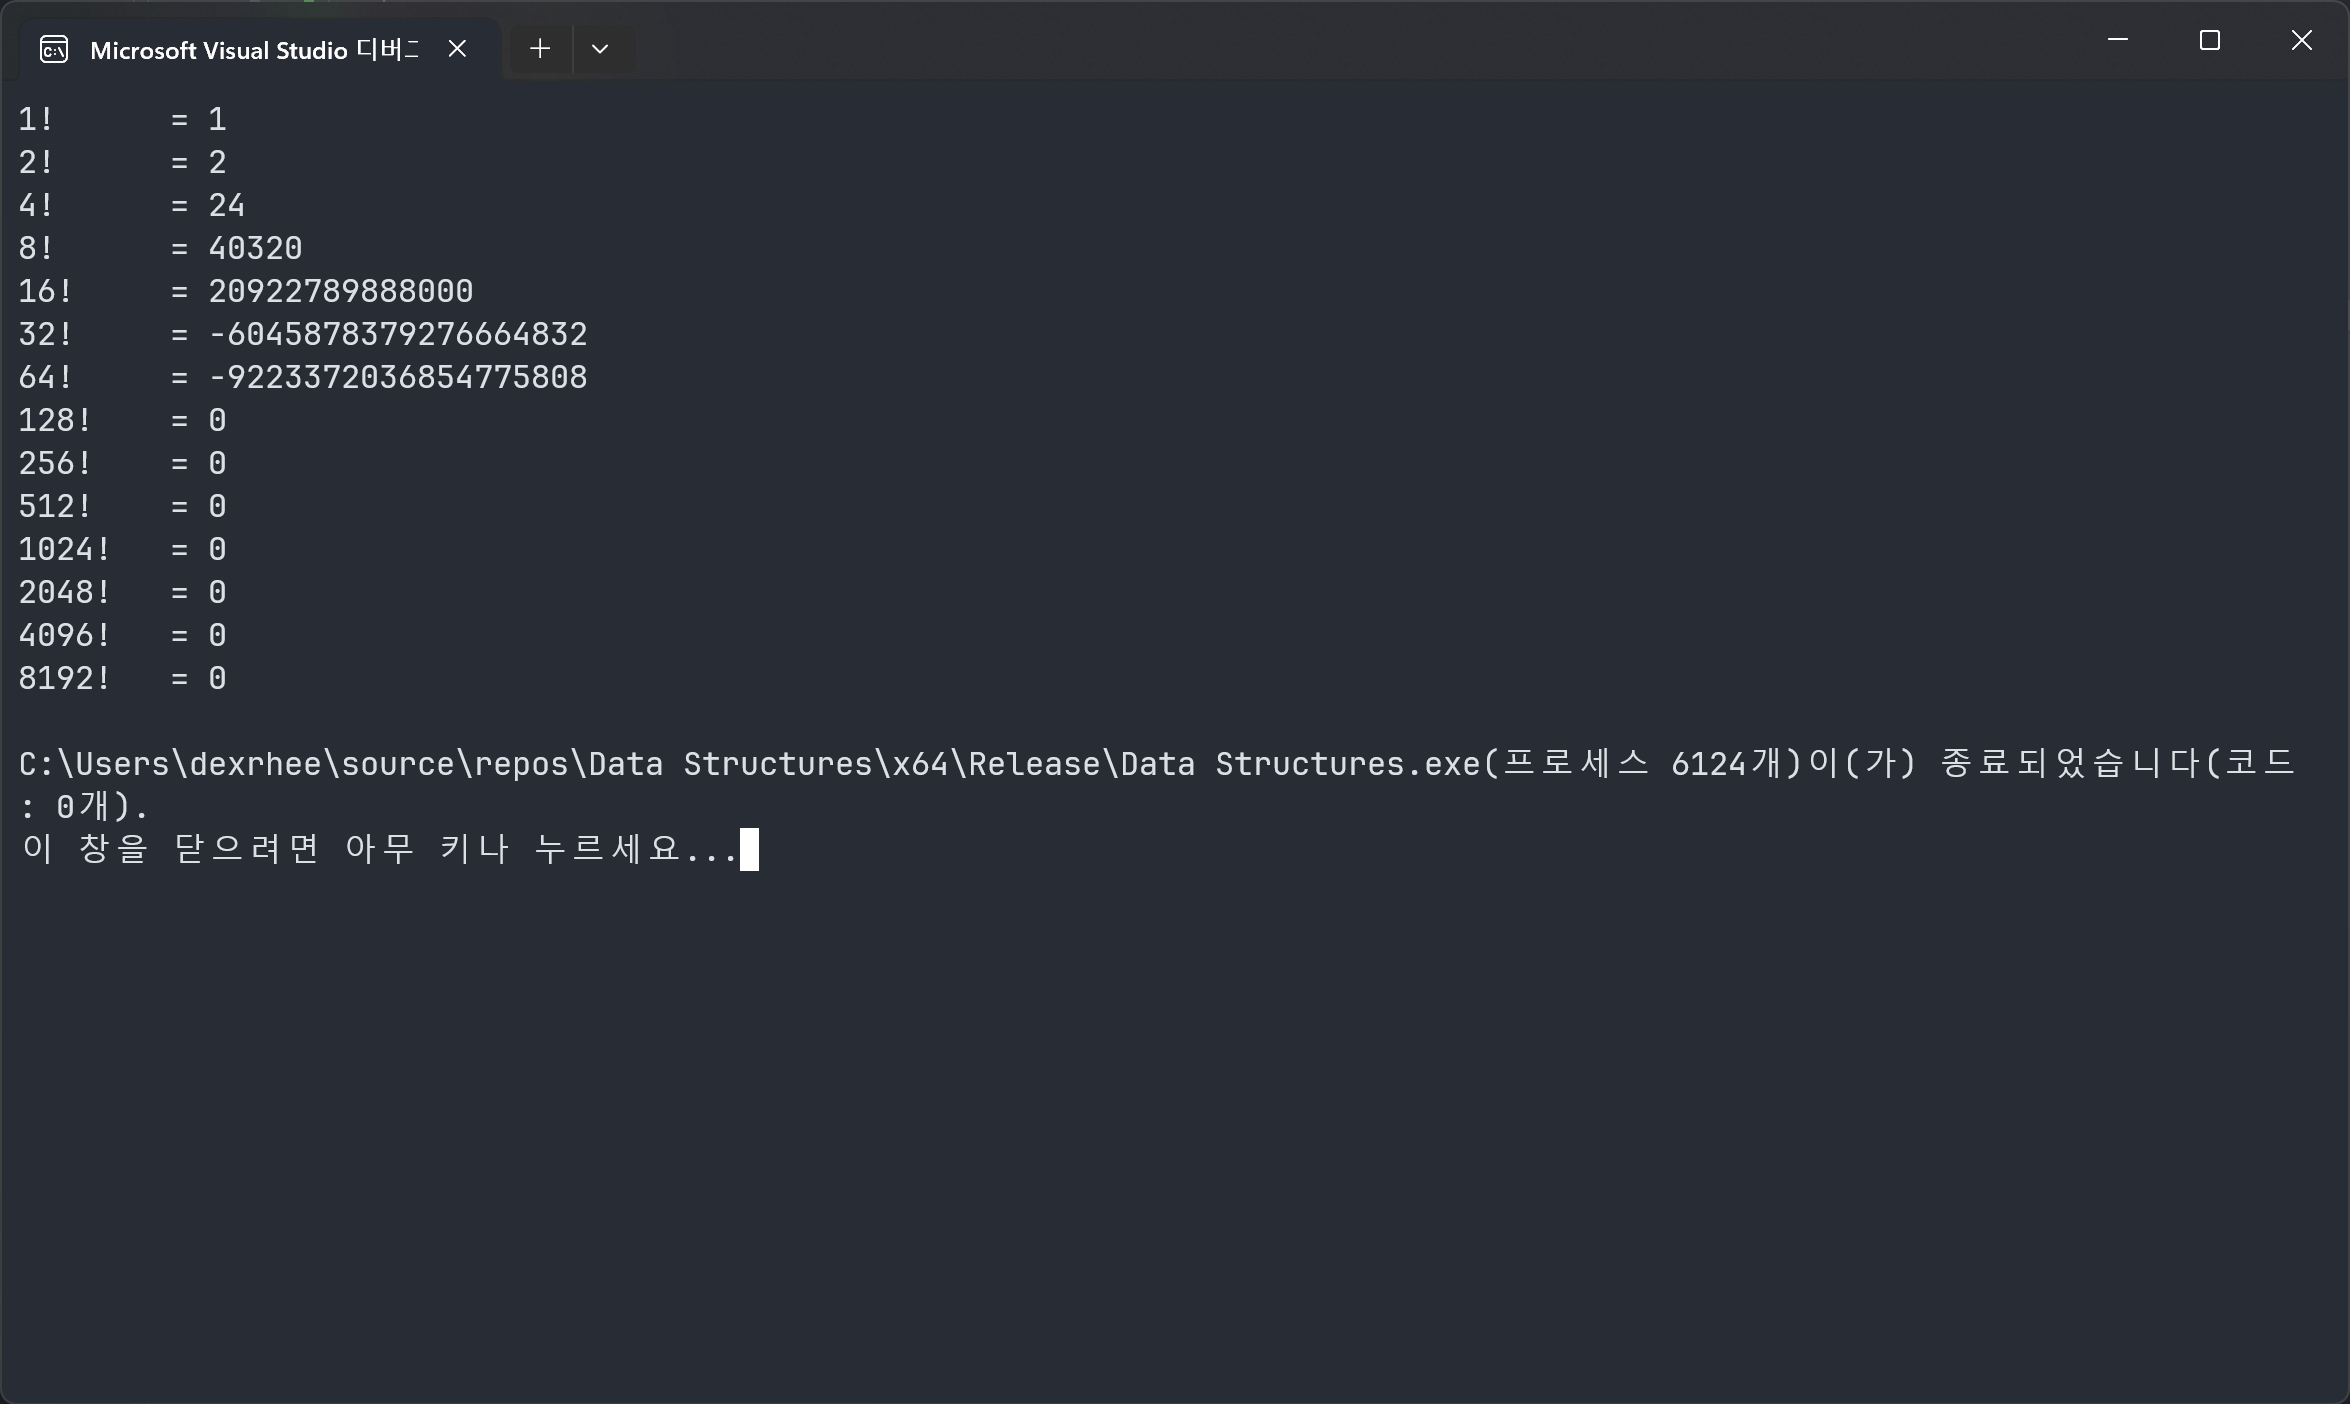 Microsoft Visual Studio 디버그
1! = 1
2! = 2
4! = 24
8! = 40320
16! = 20922789888000
32! = -6045878379276664832
64! = -9223372036854775808
128! = 0
256! = 0
512! = 0
1024! = 0
2048! = 0
4096! = 0
8192! = 0
C:\Users\dexrhee\source\repos\Data Structures\x64\Release\Data Structures.exe(프로세스 6124개)이(가) 종료되었습니다(코드
: 0개).
이 창을 닫으려면 아무 키나 누르세요...